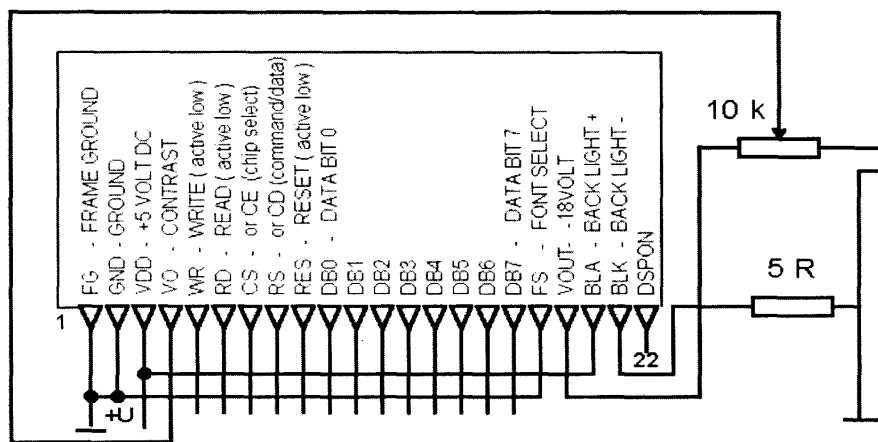 FG - FRAME GROUND
GND - GROUND
VDD - +5 VOLT DC
VO - CONTRAST
WR - WRITE ( active low )
RD - READ ( active low )
CS - or CE (chip select)
RS - or CD (command/data)
RES - RESET ( active low )
DB0 - DATA BIT 0
DB1
DB2
DB3
DB4
DB5
DB6
DB7 - DATA BIT 7
FS - FONT SELECT
VOUT- -18VOLT
BLA - BACK LIGHT +
BLK - BACK LIGHT -
DSPON
10 k
5 R
1
22
+U